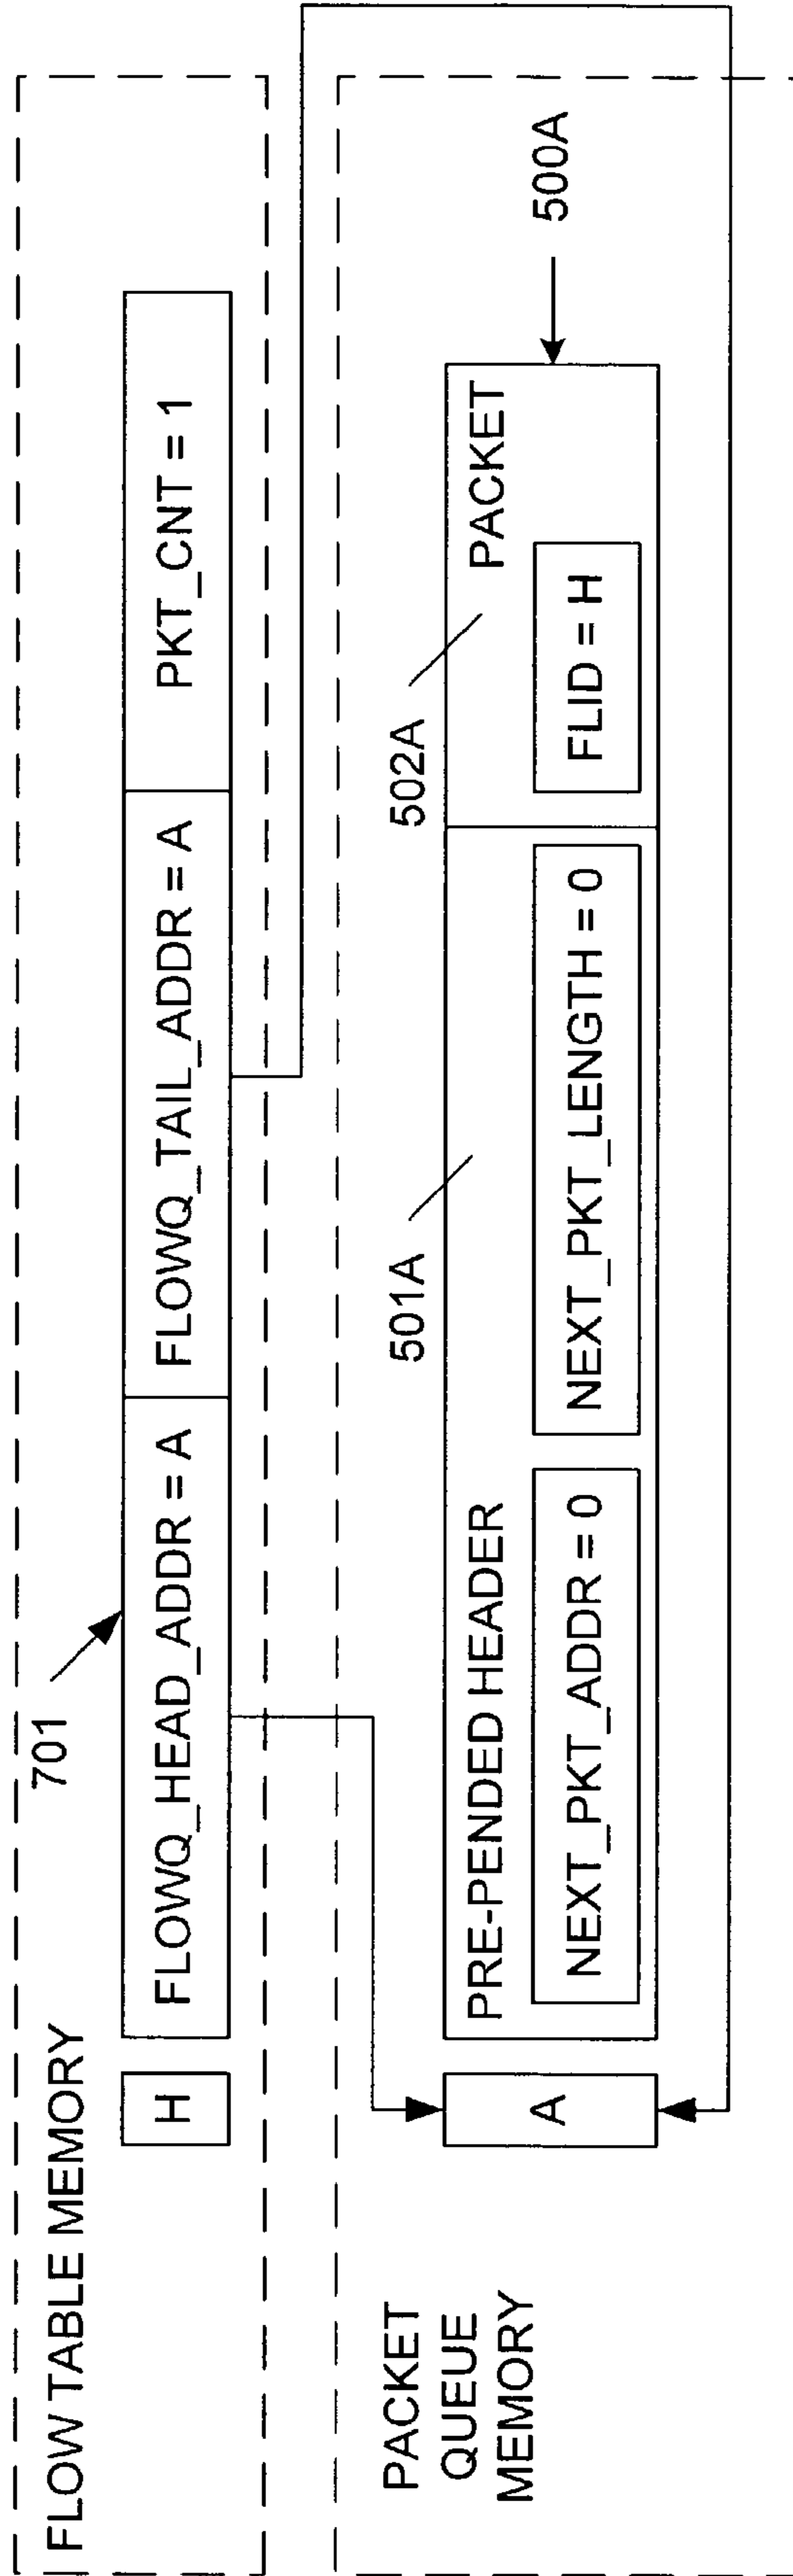 FLOW TABLE MEMORY
701
H
FLOWQ_HEAD_ADDR = A
FLOWQ_TAIL_ADDR = A
PKT_CNT = 1
PACKET
QUEUE
MEMORY
501A
502A
A
PRE-PENDED HEADER
NEXT_PKT_ADDR = 0
NEXT_PKT_LENGTH = 0
PACKET
FLID = H
500A